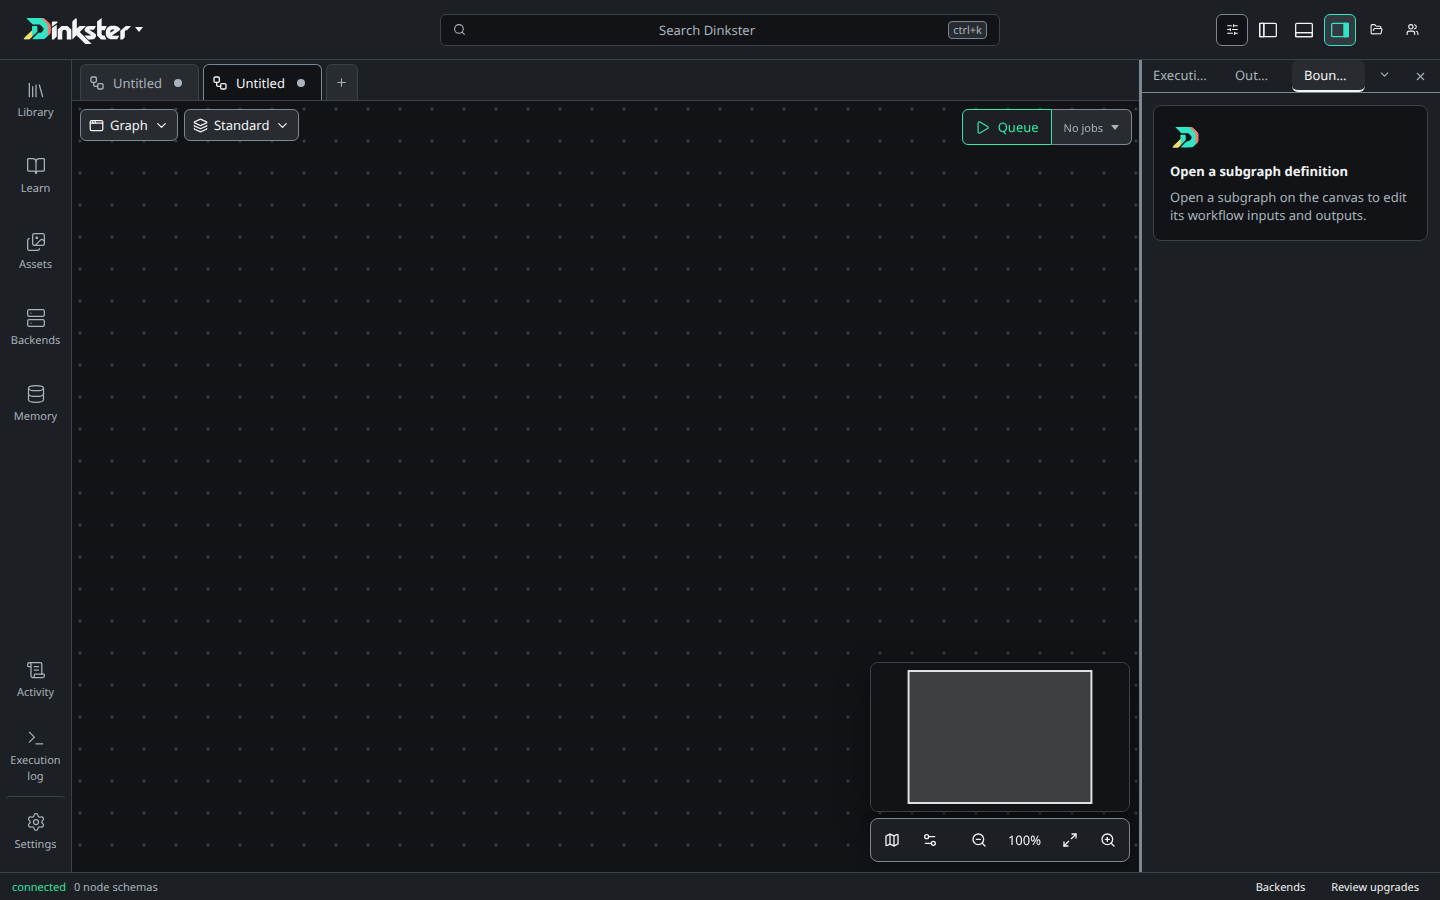 Dinkster
Search Dinkster
ctrl+k
Library
Learn
Assets
Backends
Memory
Activity
Execution
log
Settings
Untitled
Untitled
Graph
Standard
Queue
No jobs
100%
Executi...
Out...
Boun...
Open a subgraph definition
Open a subgraph on the canvas to edit
its workflow inputs and outputs.
connected
0 node schemas
Backends
Review upgrades